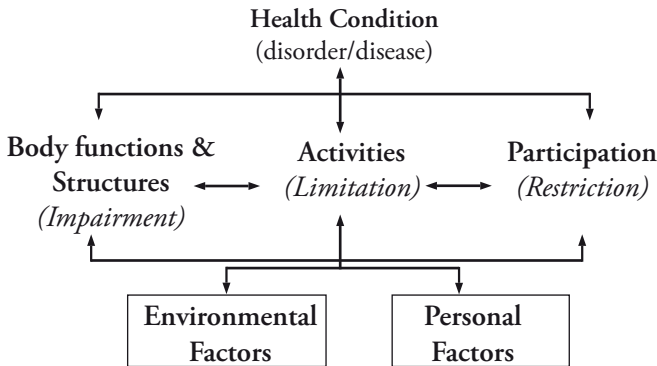 Health Condition
(disorder/disease)
Body functions &
Structures
(Impairment)
Activities
(Limitation)
Participation
(Restriction)
Environmental
Factors
Personal
Factors